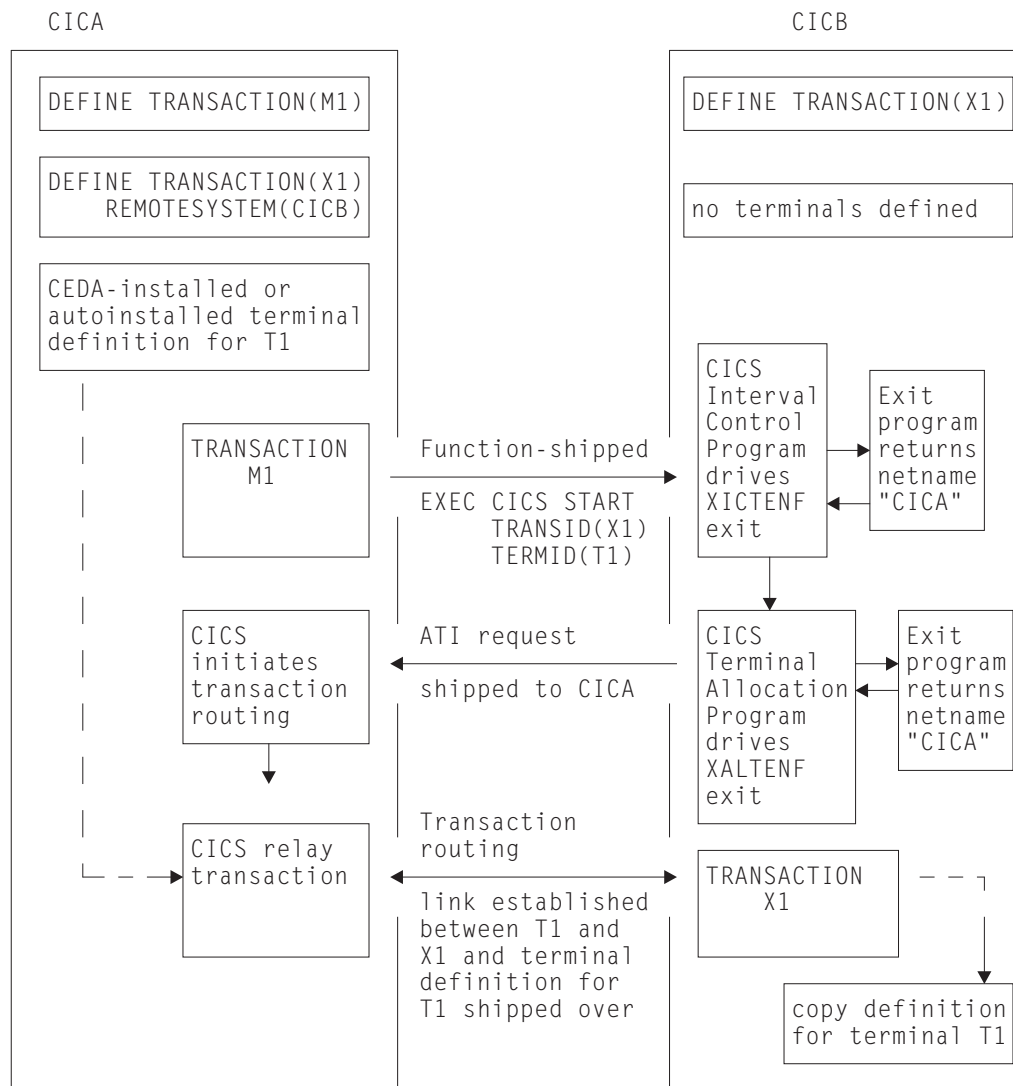 CICA
CICB
DEFINE TRANSACTION(M1)
DEFINE TRANSACTION(X1)
DEFINE TRANSACTION(X1)
REMOTESYSTEM(CICB)
no terminals defined
CEDA-installed or
autoinstalled terminal
definition for T1
CICS
Interval
Control
Program
drives
XICTENF
exit
Exit
program
returns
netname
"CICA"
TRANSACTION
M1
Function-shipped
EXEC CICS START
TRANSID(X1)
TERMID(T1)
CICS
initiates
transaction
routing
ATI request
shipped to CICA
CICS
Terminal
Allocation
Program
drives
XALTENF
exit
Exit
program
returns
netname
"CICA"
CICS relay
transaction
Transaction
routing
link established
between T1 and
X1 and terminal
definition for
T1 shipped over
TRANSACTION
X1
copy definition
for terminal T1